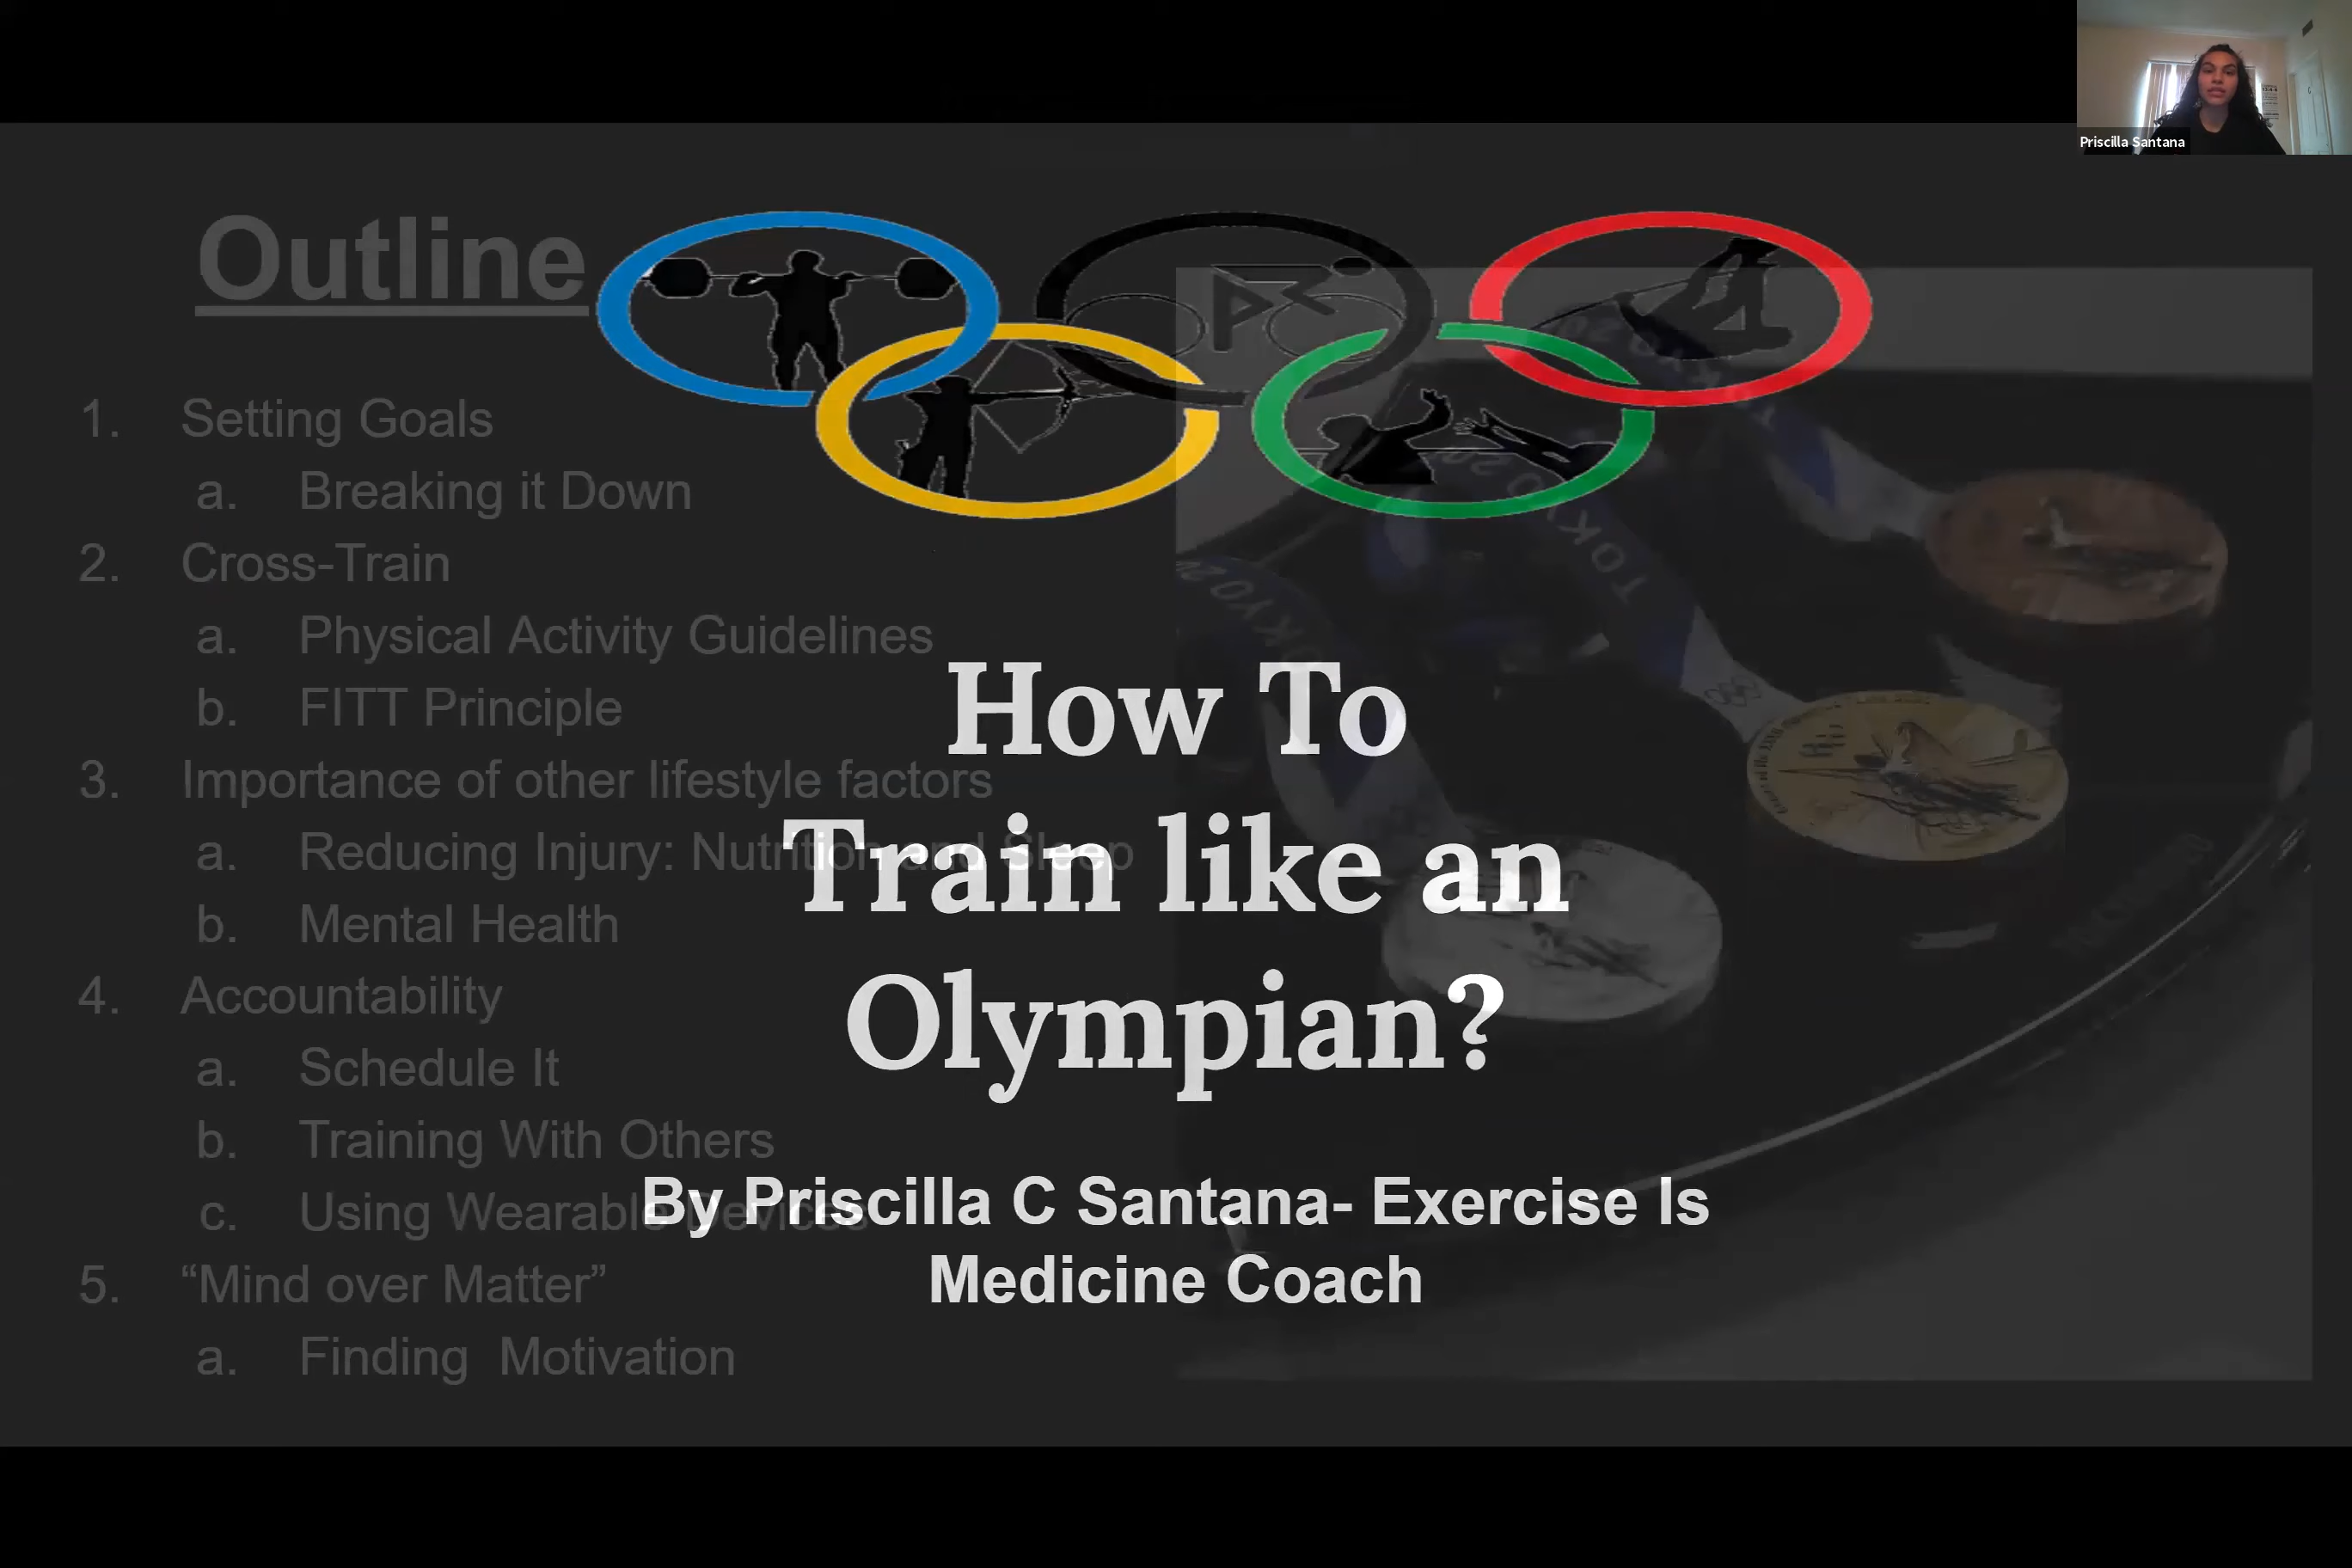 Priscilla Santana
Outline
1. Setting Goals
a. Breaking it Down
2. Cross-Train
a. Physical Activity Guidelines
b. FITT Principle
3. Importance of other lifestyle factors
a. Reducing Injury: Nutrition and Sleep
b. Mental Health
4. Accountability
a. Schedule It
b. Training With Others
c. Using Wearable Devices
5. “Mind over Matter”
a. Finding Motivation
How To
Train like an
Olympian?
By Priscilla C Santana- Exercise Is
Medicine Coach
TOKYO 2020